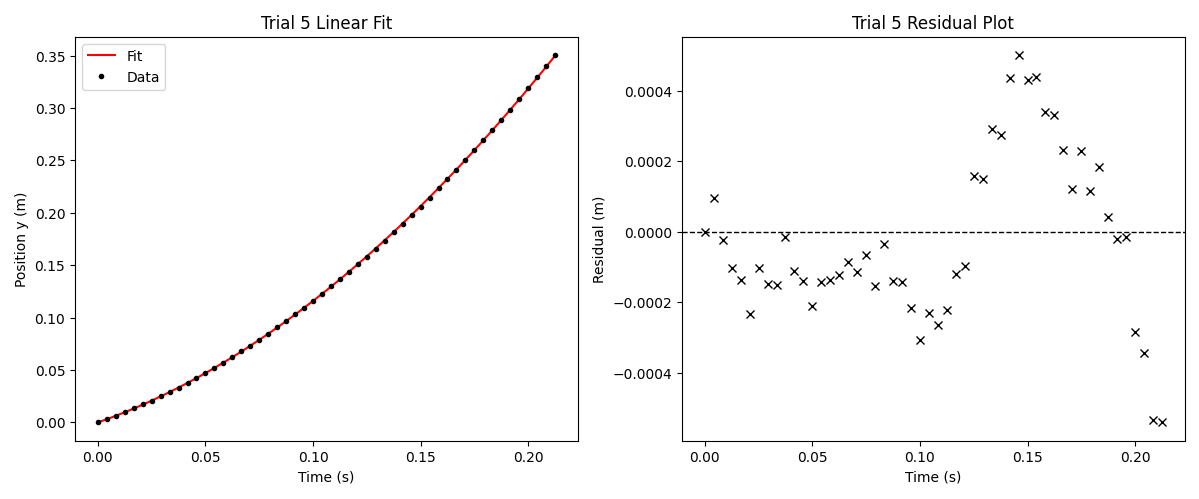 Trial 5 Linear Fit
Fit
Data
0.35
0.30
0.25
0.20
0.15
0.10
0.05
0.00
Position y (m)
0.00 0.05 0.10 0.15 0.20
Time (s)
Trial 5 Residual Plot
0.0004
0.0002
0.0000
−0.0002
−0.0004
Residual (m)
0.00 0.05 0.10 0.15 0.20
Time (s)